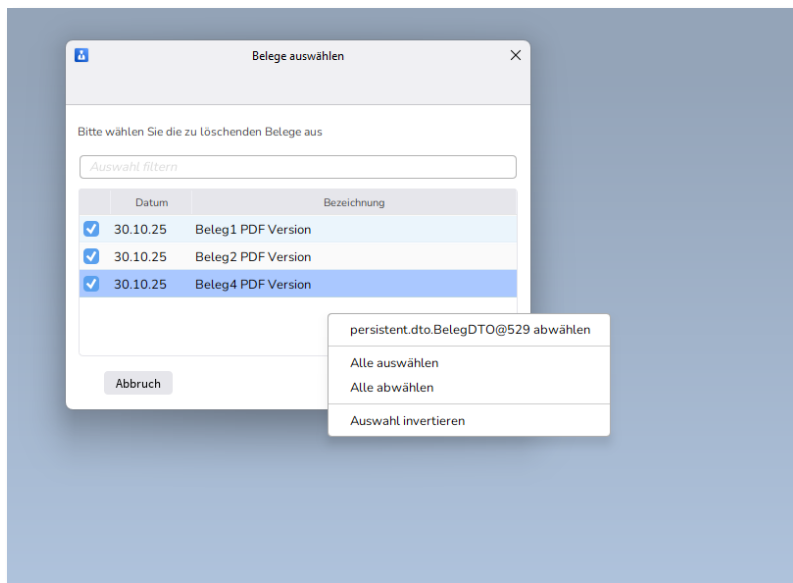 Belege auswählen
Bitte wählen Sie die zu löschenden Belege aus
Auswahl filtern
Datum Bezeichnung
30.10.25 Beleg1 PDF Version
30.10.25 Beleg2 PDF Version
30.10.25 Beleg4 PDF Version
persistent.dto.BelegDTO@529 abwählen
Alle auswählen
Alle abwählen
Auswahl invertieren
Abbruch